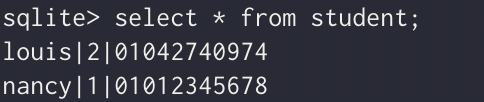 sqlite> select * from student;
louis|2|01042740974
nancy|1|01012345678